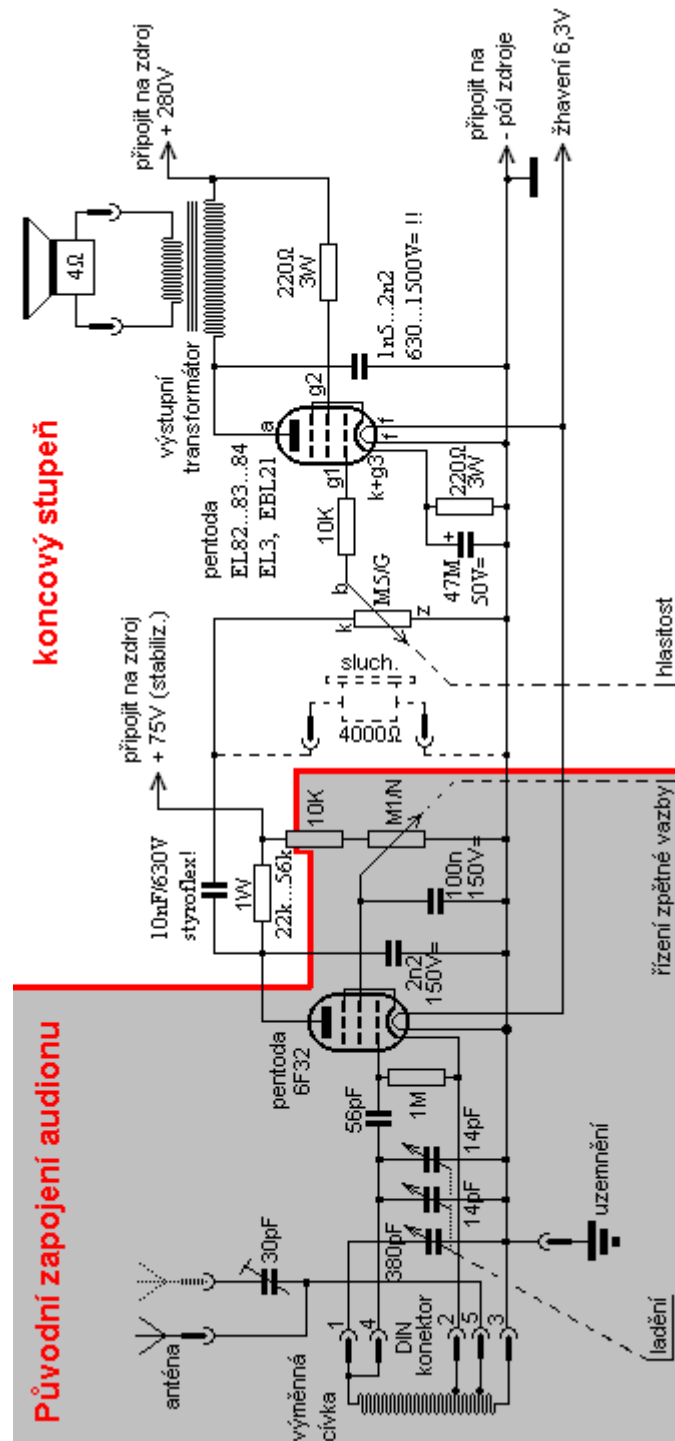 Původní zapojení audionu
koncový stupeň
anténa
30pF
výměnná
cívka
1
4
DIN
konektor
2
5
3
380pF
14pF
14pF
ladění
uzemnění
56pF
1M
pentoda
6F32
2n2
150V=
100n
150V=
řízení zpětné vazby
10nF/630V
styroflex!
1W
22k...56k
10K
M1/N
připojit na zdroj
+ 75V (stabiliz.)
sluch.
4000Ω
k
b
z
M5/G
hlasitost
10K
pentoda
EL82...83...84
EL3, EBL21
a
g1
g2
k+g3
f
f
47M
+
50V=
220Ω
3W
výstupní
transformátor
4Ω
220Ω
3W
1n5...2n2
630...1500V= !!
připojit na zdroj
+ 280V
připojit na
- pól zdroje
žhavení 6,3V